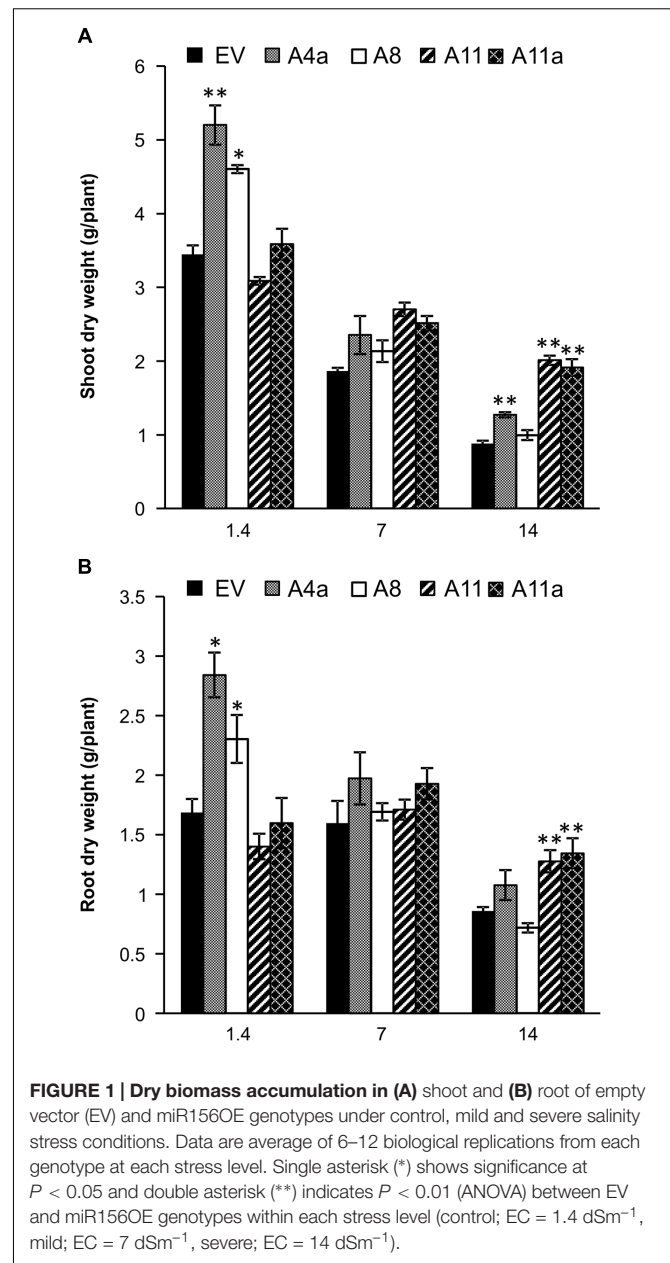 A
EV A4a A8 A11 A11a
6
5
4
3
2
1
0
Shoot dry weight (g/plant)
** * ** ** **
1.4 7 14
B
EV A4a A8 A11 A11a
3.5
3
2.5
2
1.5
1
0.5
0
Root dry weight (g/plant)
* * ** **
1.4 7 14
FIGURE 1 | Dry biomass accumulation in (A) shoot and (B) root of empty
vector (EV) and miR156OE genotypes under control, mild and severe salinity
stress conditions. Data are average of 6–12 biological replications from each
genotype at each stress level. Single asterisk (*) shows significance at
P < 0.05 and double asterisk (**) indicates P < 0.01 (ANOVA) between EV
and miR156OE genotypes within each stress level (control; EC = 1.4 dSm⁻¹,
mild; EC = 7 dSm⁻¹, severe; EC = 14 dSm⁻¹).